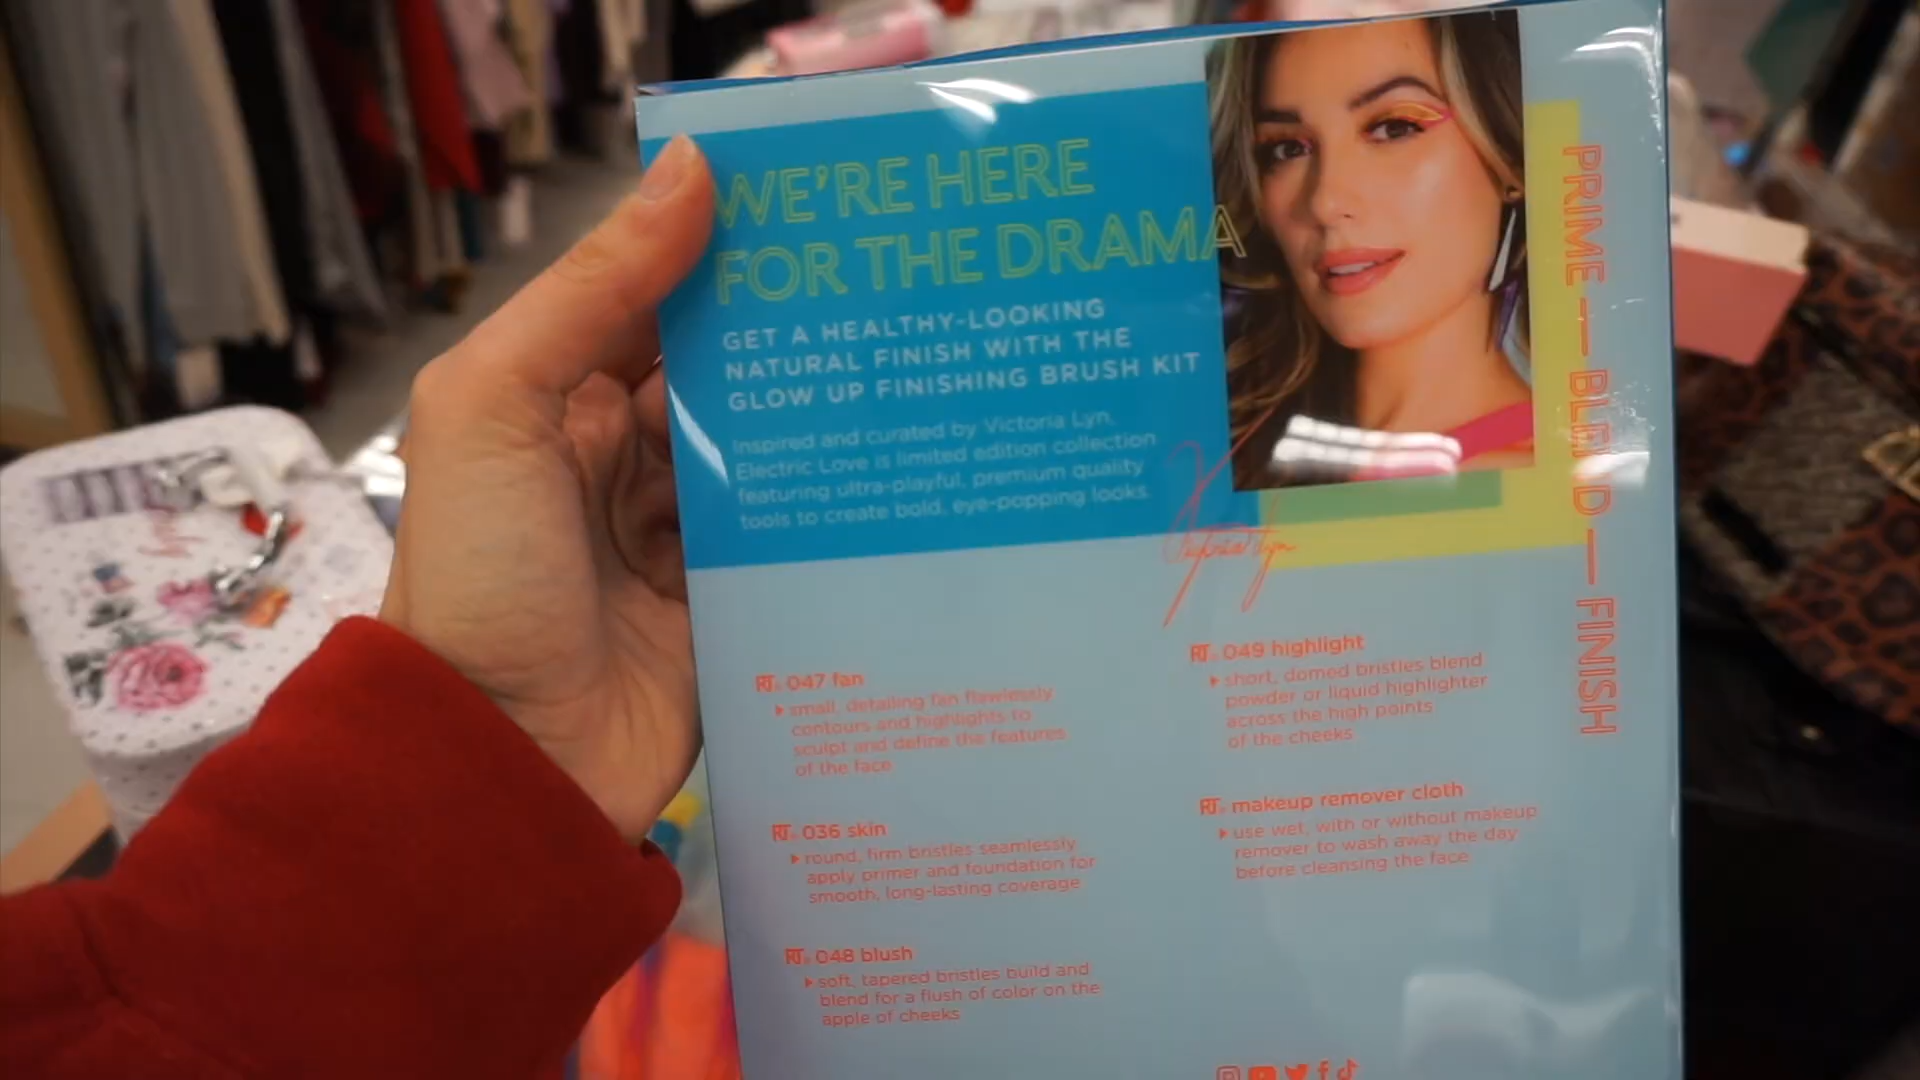 WE'RE HERE
FOR THE DRAMA
GET A HEALTHY-LOOKING
NATURAL FINISH WITH THE
GLOW UP FINISHING BRUSH KIT
Inspired and curated by Victoria Lyn,
Electric Love is limited edition collection
featuring ultra-playful, premium quality
tools to create bold, eye-popping looks.
Victoria Lyn
PRIME — BLEND — FINISH
RT® 047 fan
small, detailing fan flawlessly
contours and highlights to
sculpt and define the features
of the face
RT® 036 skin
round, firm bristles seamlessly
apply primer and foundation for
smooth, long-lasting coverage
RT® 048 blush
soft, tapered bristles build and
blend for a flush of color on the
apple of cheeks
RT® 049 highlight
short, domed bristles blend
powder or liquid highlighter
across the high points
of the cheeks
RT® makeup remover cloth
use wet, with or without makeup
remover to wash away the day
before cleansing the face